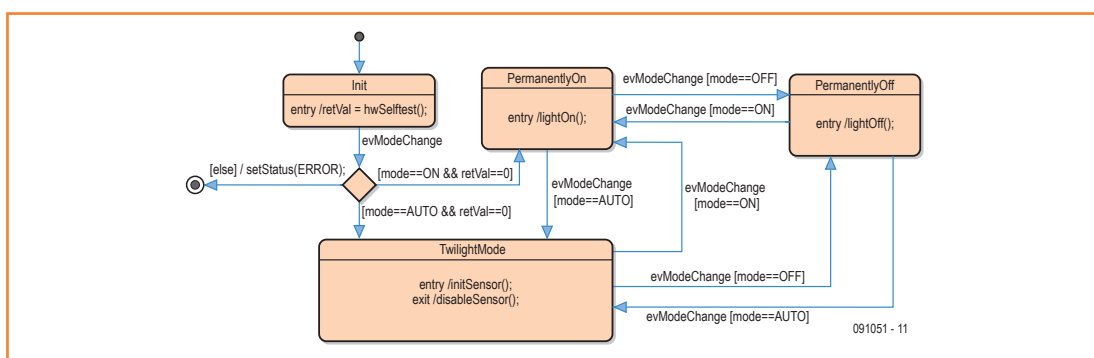 Init
entry /retVal = hwSelftest();
evModeChange
[else] / setStatus(ERROR);
[mode==ON && retVal==0]
[mode==AUTO && retVal==0]
PermanentlyOn
entry /lightOn();
evModeChange [mode==OFF]
evModeChange [mode==ON]
PermanentlyOff
entry /lightOff();
evModeChange
[mode==AUTO]
evModeChange
[mode==ON]
TwilightMode
entry /initSensor();
exit /disableSensor();
evModeChange [mode==OFF]
evModeChange [mode==AUTO]
091051 - 11